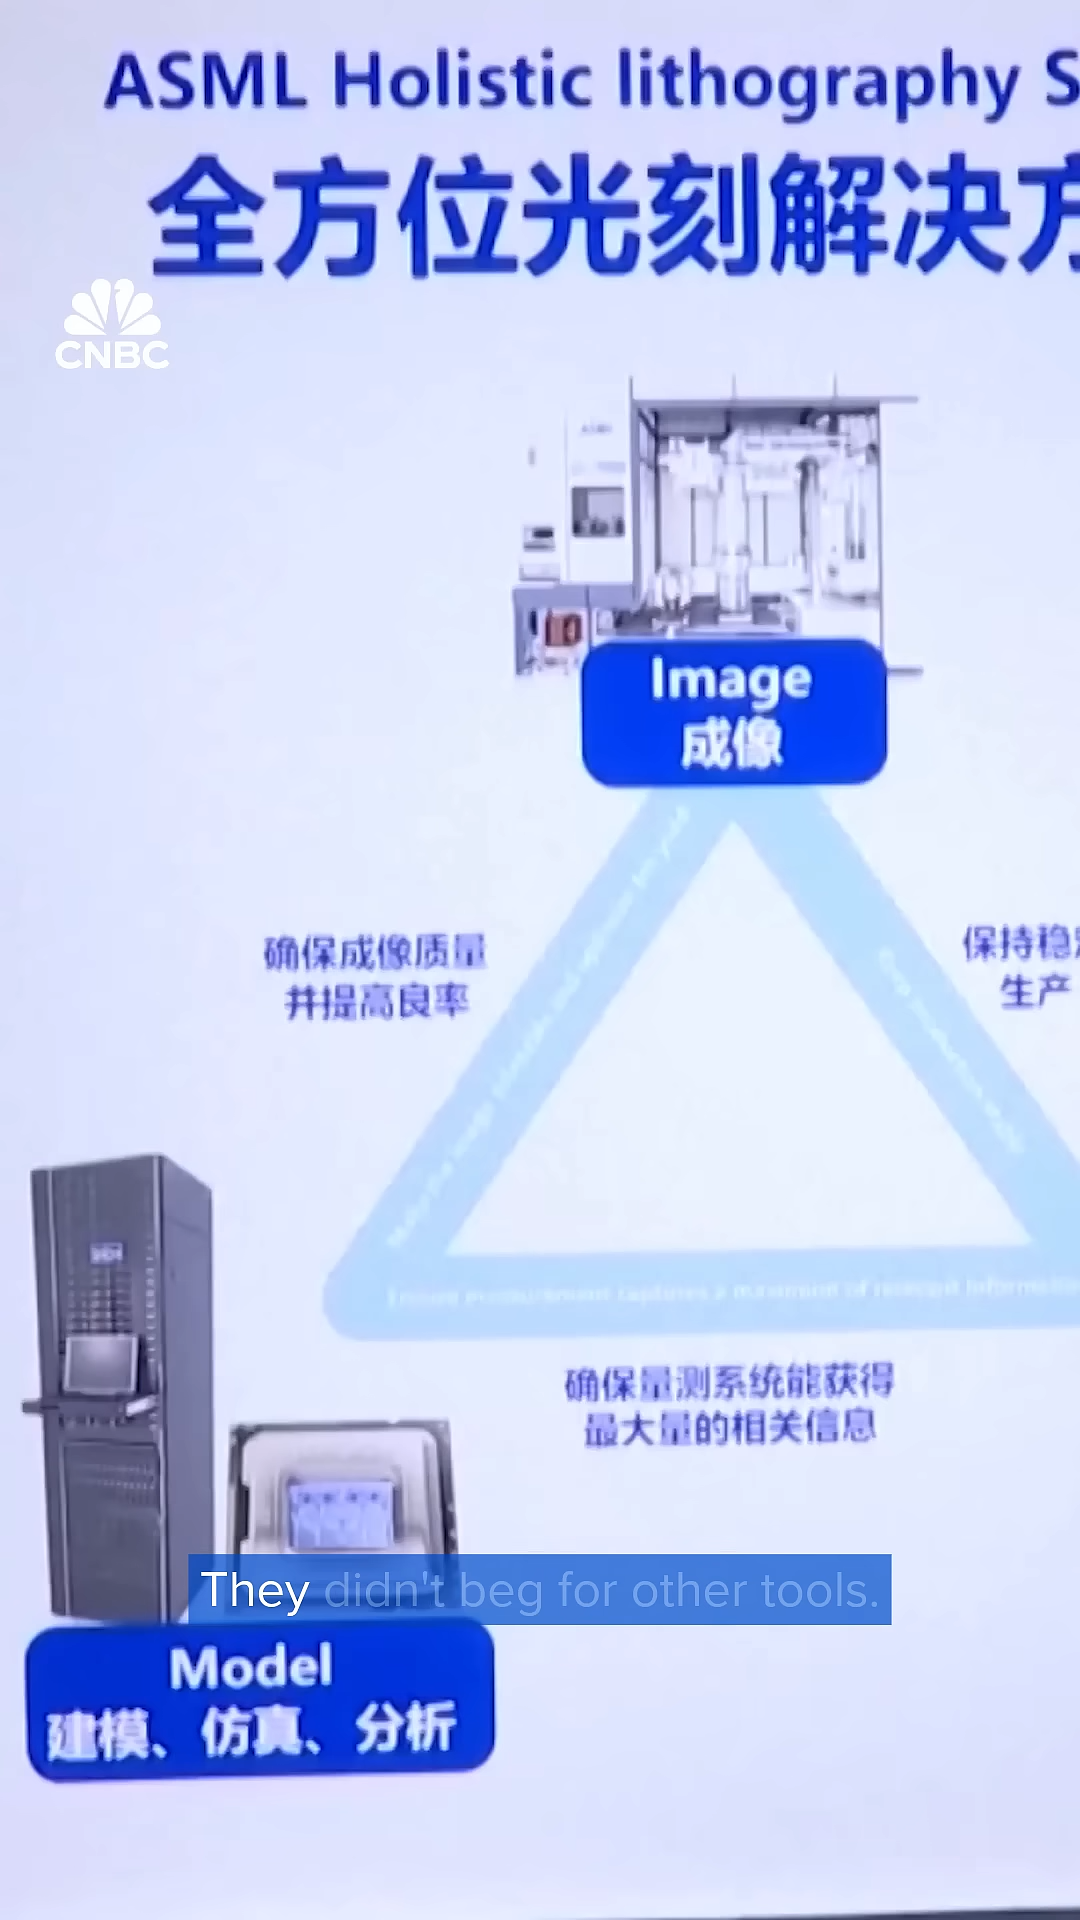 ASML Holistic lithography S
全方位光刻解决方
CNBC
Image
成像
确保成像质量
并提高良率
保持稳定
生产
确保量测系统能获得
最大量的相关信息
They didn't beg for other tools.
Model
建模、仿真、分析